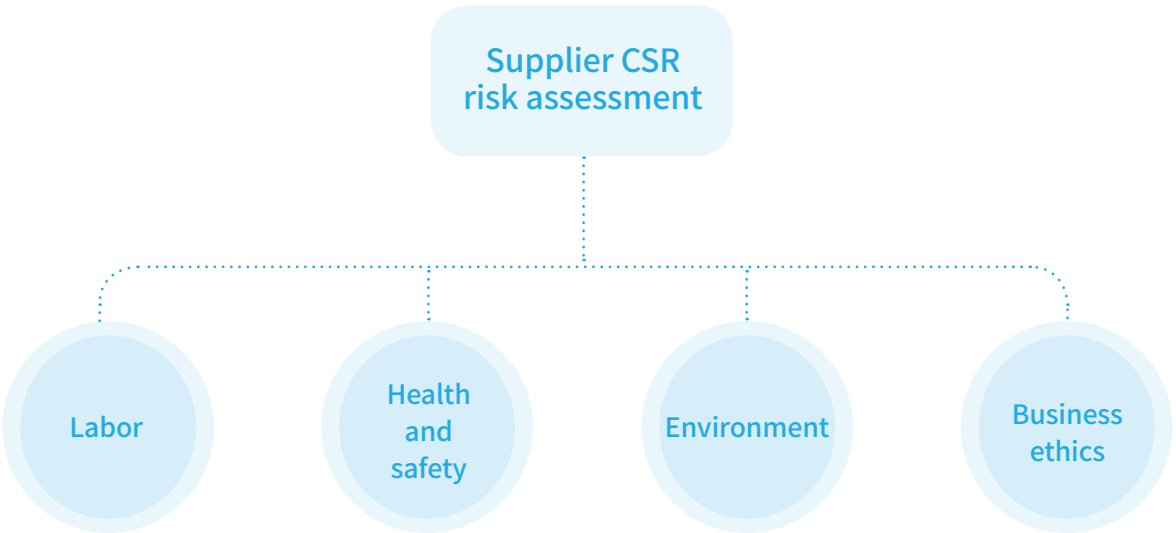 Supplier CSR
risk assessment
Labor
Health
and
safety
Environment
Business
ethics